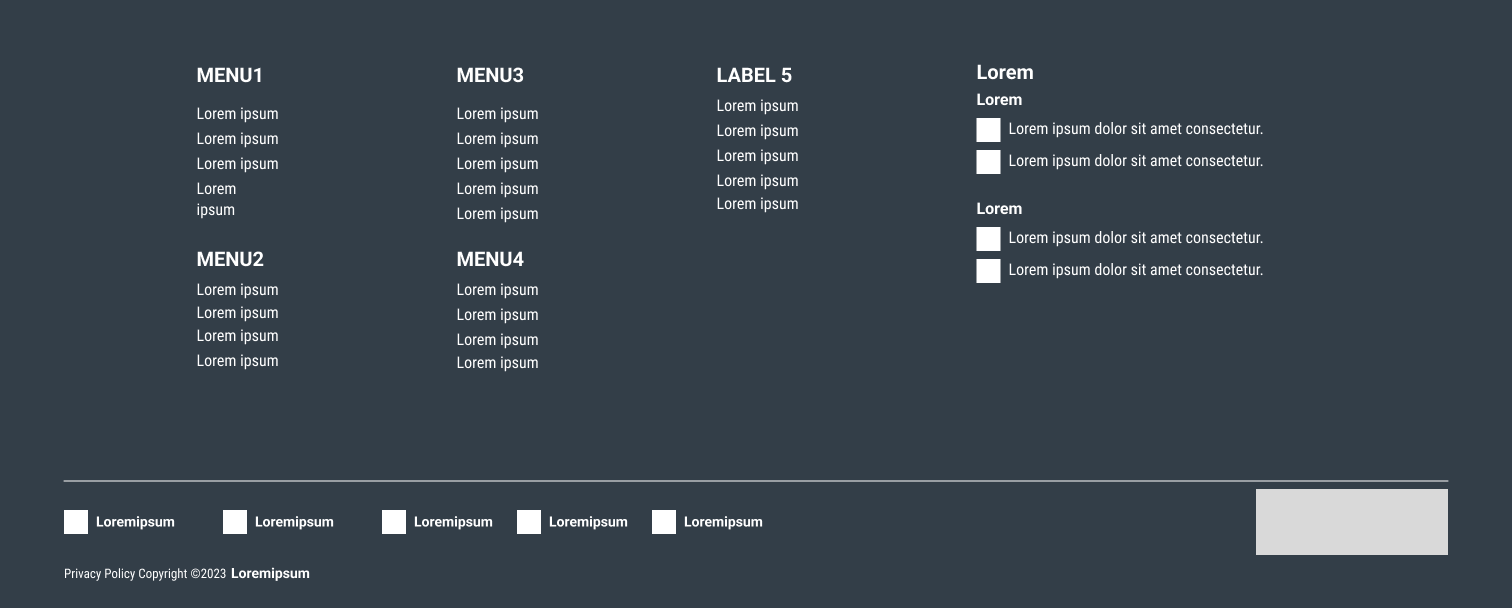 MENU1
Lorem ipsum
Lorem ipsum
Lorem ipsum
Lorem
ipsum
MENU2
Lorem ipsum
Lorem ipsum
Lorem ipsum
Lorem ipsum
MENU3
Lorem ipsum
Lorem ipsum
Lorem ipsum
Lorem ipsum
Lorem ipsum
MENU4
Lorem ipsum
Lorem ipsum
Lorem ipsum
Lorem ipsum
LABEL 5
Lorem ipsum
Lorem ipsum
Lorem ipsum
Lorem ipsum
Lorem ipsum
Lorem
Lorem
Lorem ipsum dolor sit amet consectetur.
Lorem ipsum dolor sit amet consectetur.
Lorem
Lorem ipsum dolor sit amet consectetur.
Lorem ipsum dolor sit amet consectetur.
Loremipsum Loremipsum Loremipsum Loremipsum Loremipsum
Privacy Policy Copyright ©2023 Loremipsum